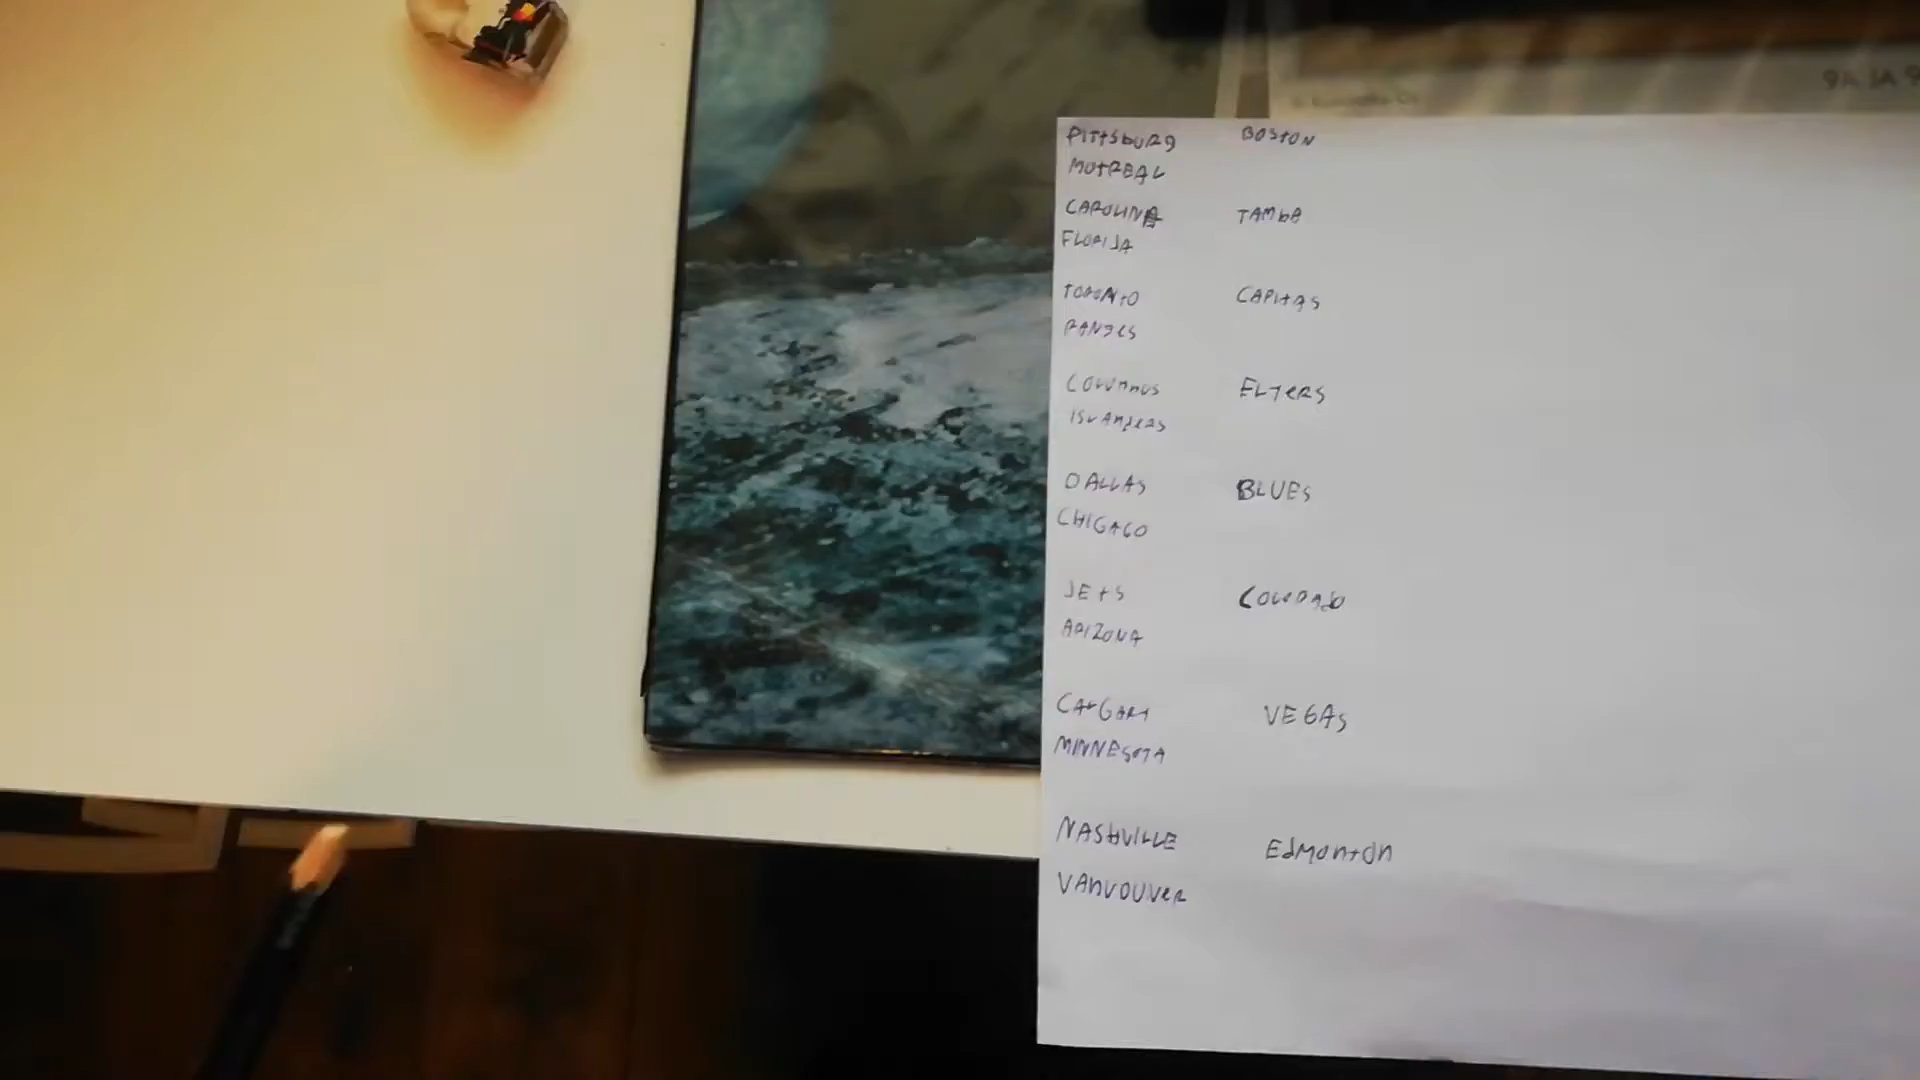 PITTSBURG BOSTON
MOTREAL
CAROLINA TAMBA
FLORIDA
TORONTO CAPITAS
RANGES
COLUMNUS FLYERS
ISLANDERS
DALLAS BLUES
CHIGAGO
JETS COLORADO
ARIZONA
CALGARY VEGAS
MINNESOTA
NASHVILLE EdMONtON
VANVOUVER